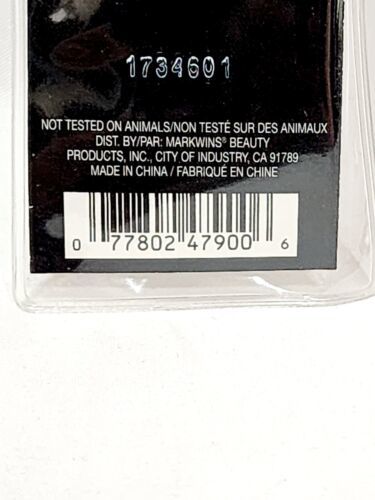 1734601
NOT TESTED ON ANIMALS/NON TESTÉ SUR DES ANIMAUX
DIST. BY/PAR: MARKWINS® BEAUTY
PRODUCTS, INC., CITY OF INDUSTRY, CA 91789
MADE IN CHINA / FABRIQUÉ EN CHINE
0 77802 47900 6